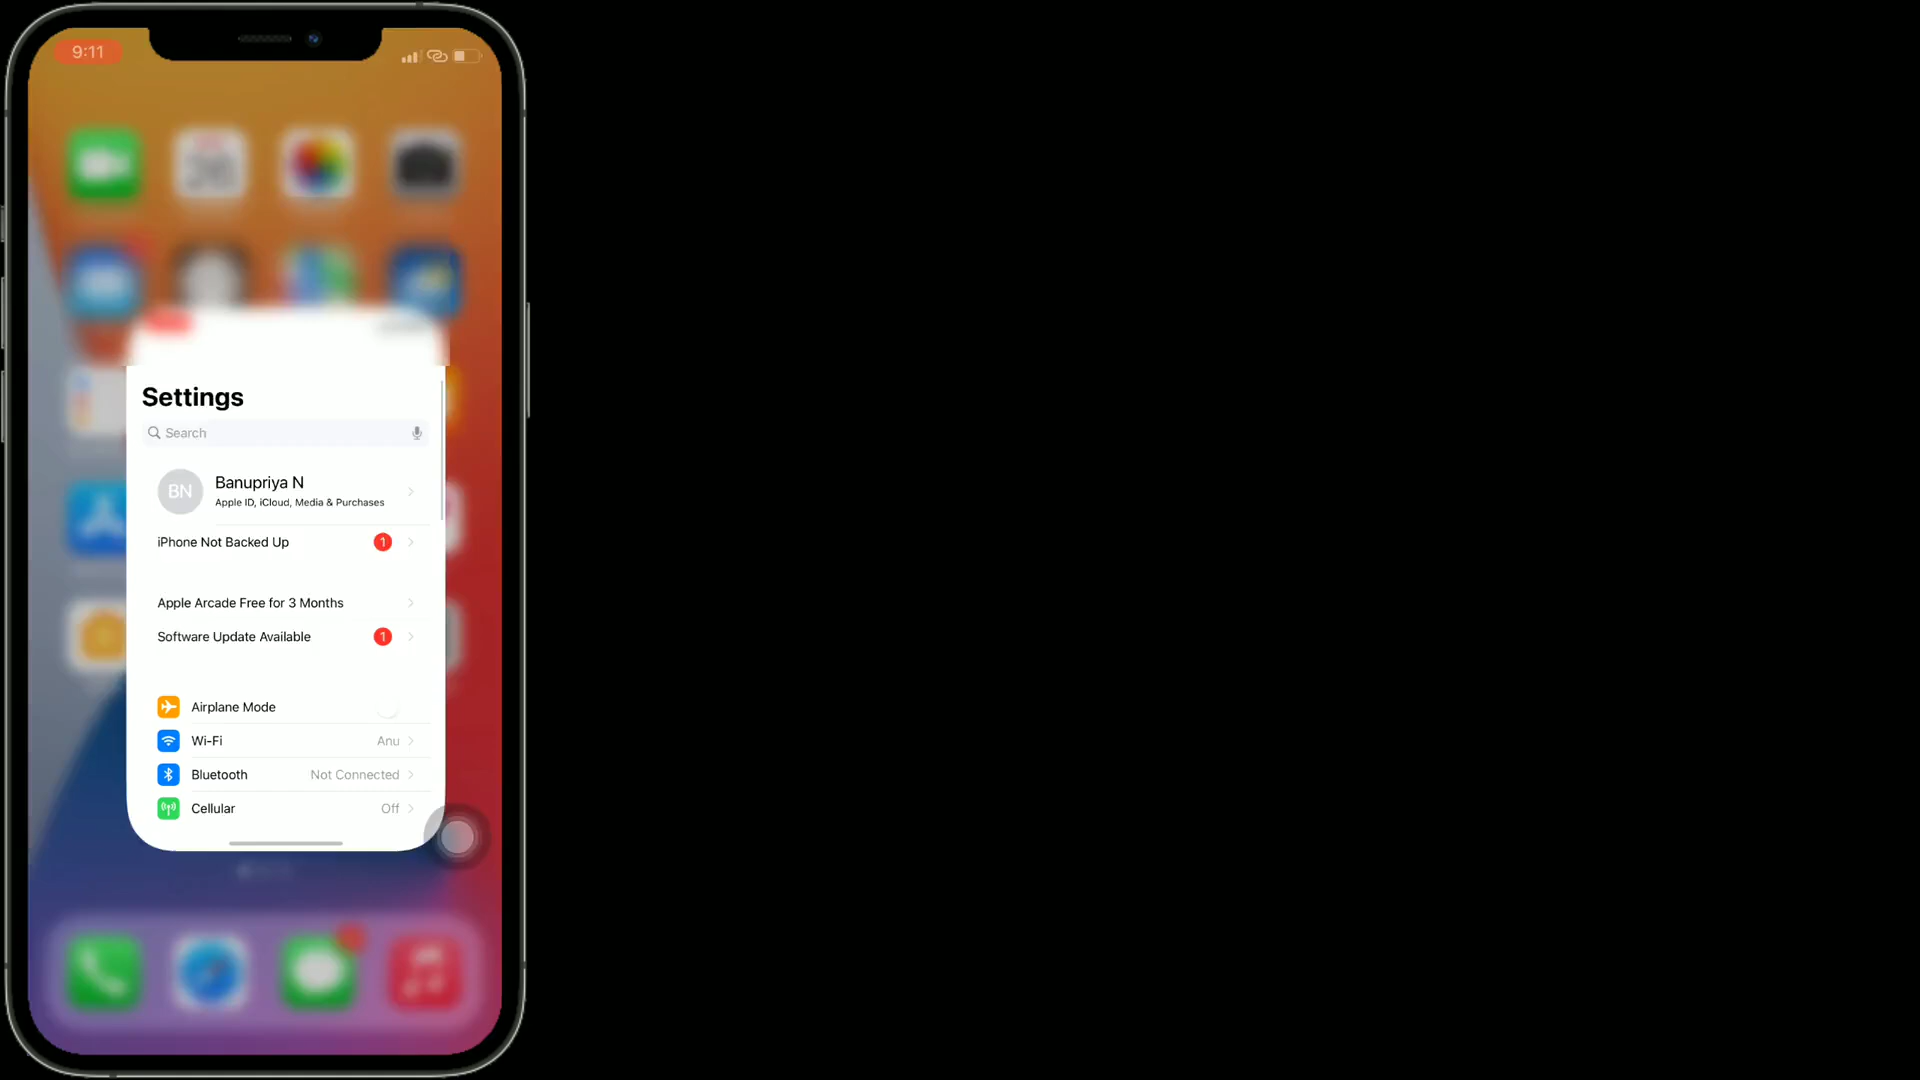 9:11
Settings
Search
BN
Banupriya N
Apple ID, iCloud, Media & Purchases
iPhone Not Backed Up 1
Apple Arcade Free for 3 Months
Software Update Available 1
Airplane Mode
Wi-Fi Anu
Bluetooth Not Connected
Cellular Off